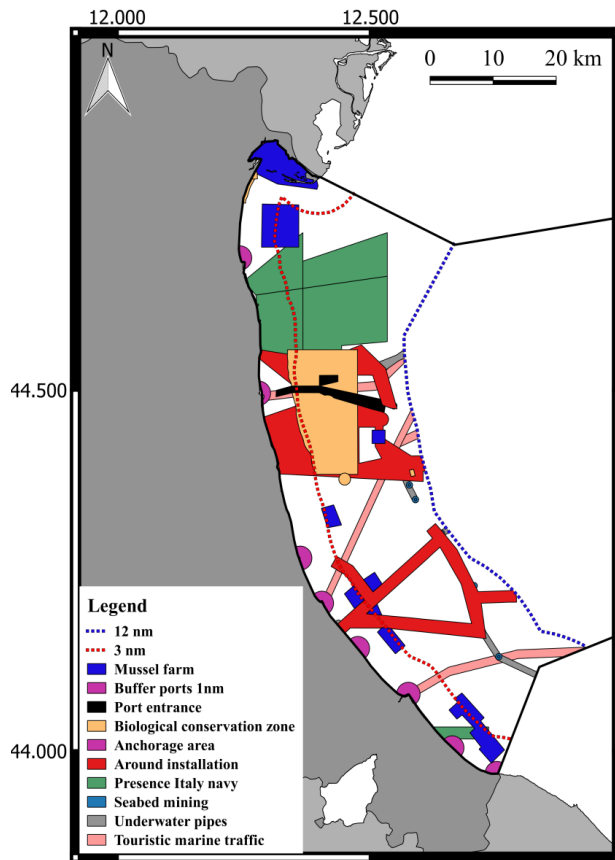 12.000 12.500
N
0 10 20 km
44.500
44.000
Legend
12 nm
3 nm
Mussel farm
Buffer ports 1nm
Port entrance
Biological conservation zone
Anchorage area
Around installation
Presence Italy navy
Seabed mining
Underwater pipes
Touristic marine traffic